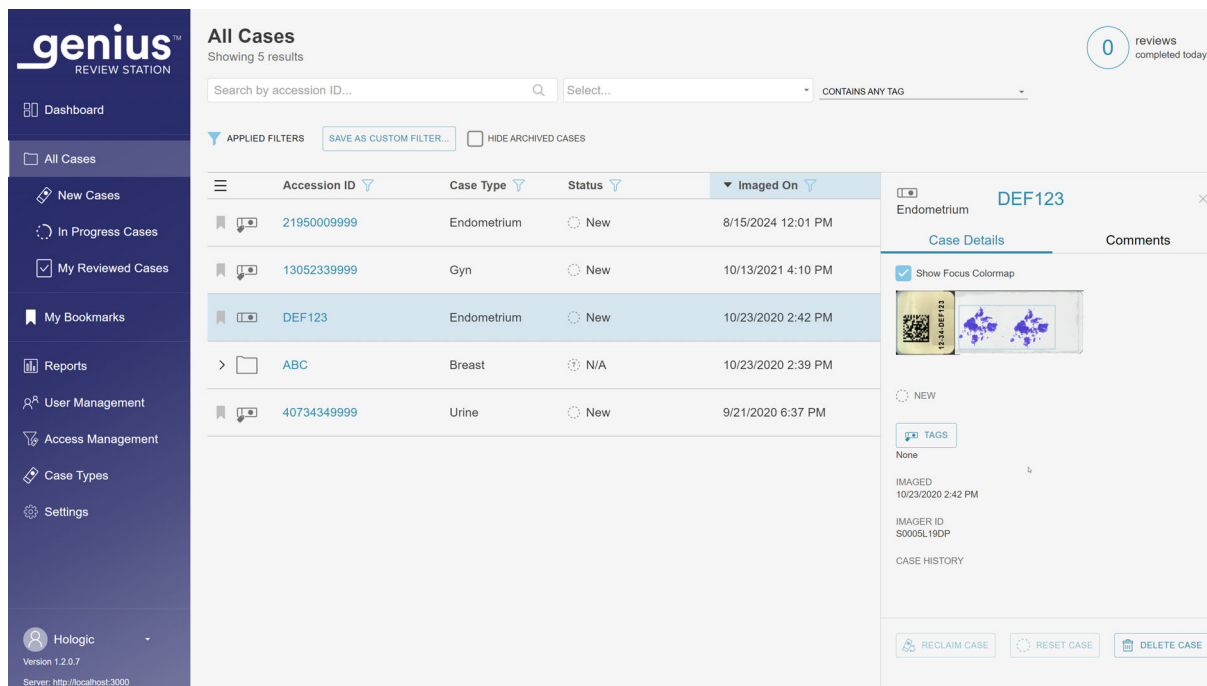 genius™
REVIEW STATION
Dashboard
All Cases
New Cases
In Progress Cases
My Reviewed Cases
My Bookmarks
Reports
User Management
Access Management
Case Types
Settings
Hologic
Version 1.2.0.7
Server: http://localhost:3000
All Cases
Showing 5 results
0 reviews
completed today
Search by accession ID... Select... CONTAINS ANY TAG
APPLIED FILTERS SAVE AS CUSTOM FILTER... HIDE ARCHIVED CASES
Accession ID Case Type Status Imaged On
21950009999 Endometrium New 8/15/2024 12:01 PM
13052339999 Gyn New 10/13/2021 4:10 PM
DEF123 Endometrium New 10/23/2020 2:42 PM
ABC Breast N/A 10/23/2020 2:39 PM
40734349999 Urine New 9/21/2020 6:37 PM
Endometrium DEF123
Case Details Comments
Show Focus Colormap
12-34-DEF123
NEW
TAGS
None
IMAGED
10/23/2020 2:42 PM
IMAGER ID
S0005L19DP
CASE HISTORY
RECLAIM CASE RESET CASE DELETE CASE